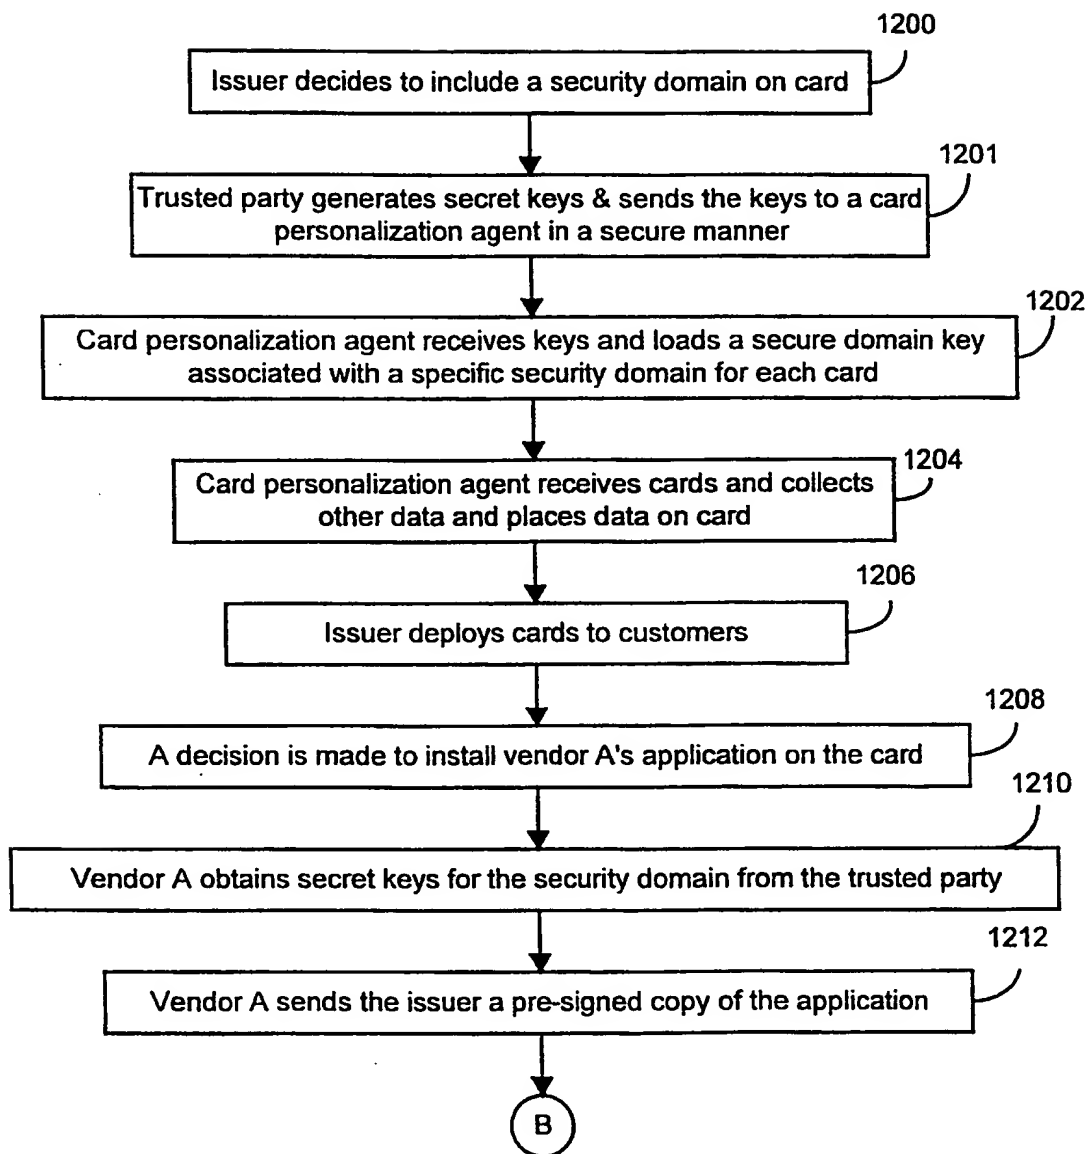 1200
Issuer decides to include a security domain on card
1201
Trusted party generates secret keys & sends the keys to a card
personalization agent in a secure manner
1202
Card personalization agent receives keys and loads a secure domain key
associated with a specific security domain for each card
1204
Card personalization agent receives cards and collects
other data and places data on card
1206
Issuer deploys cards to customers
1208
A decision is made to install vendor A's application on the card
1210
Vendor A obtains secret keys for the security domain from the trusted party
1212
Vendor A sends the issuer a pre-signed copy of the application
B